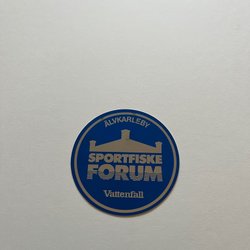 ÄLVKARLEBY
SPORTFISKE
FORUM
Vattenfall